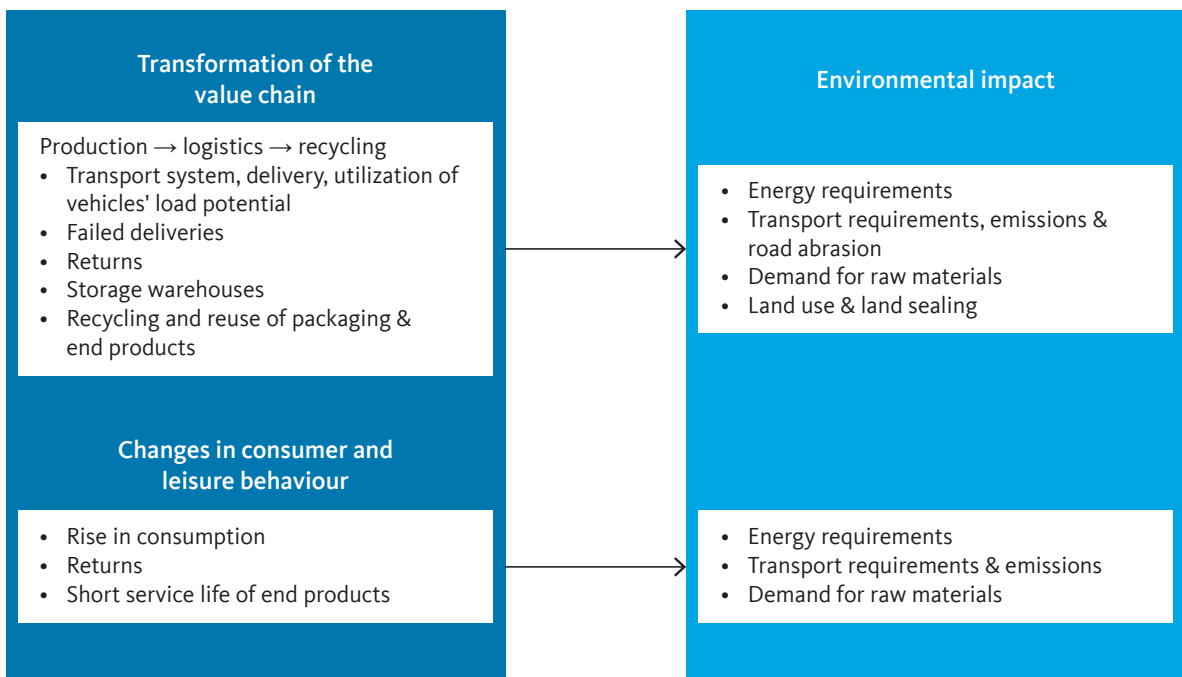 Transformation of the
value chain
Production → logistics → recycling
• Transport system, delivery, utilization of
vehicles' load potential
• Failed deliveries
• Returns
• Storage warehouses
• Recycling and reuse of packaging &
end products
Environmental impact
• Energy requirements
• Transport requirements, emissions &
road abrasion
• Demand for raw materials
• Land use & land sealing
Changes in consumer and
leisure behaviour
• Rise in consumption
• Returns
• Short service life of end products
• Energy requirements
• Transport requirements & emissions
• Demand for raw materials